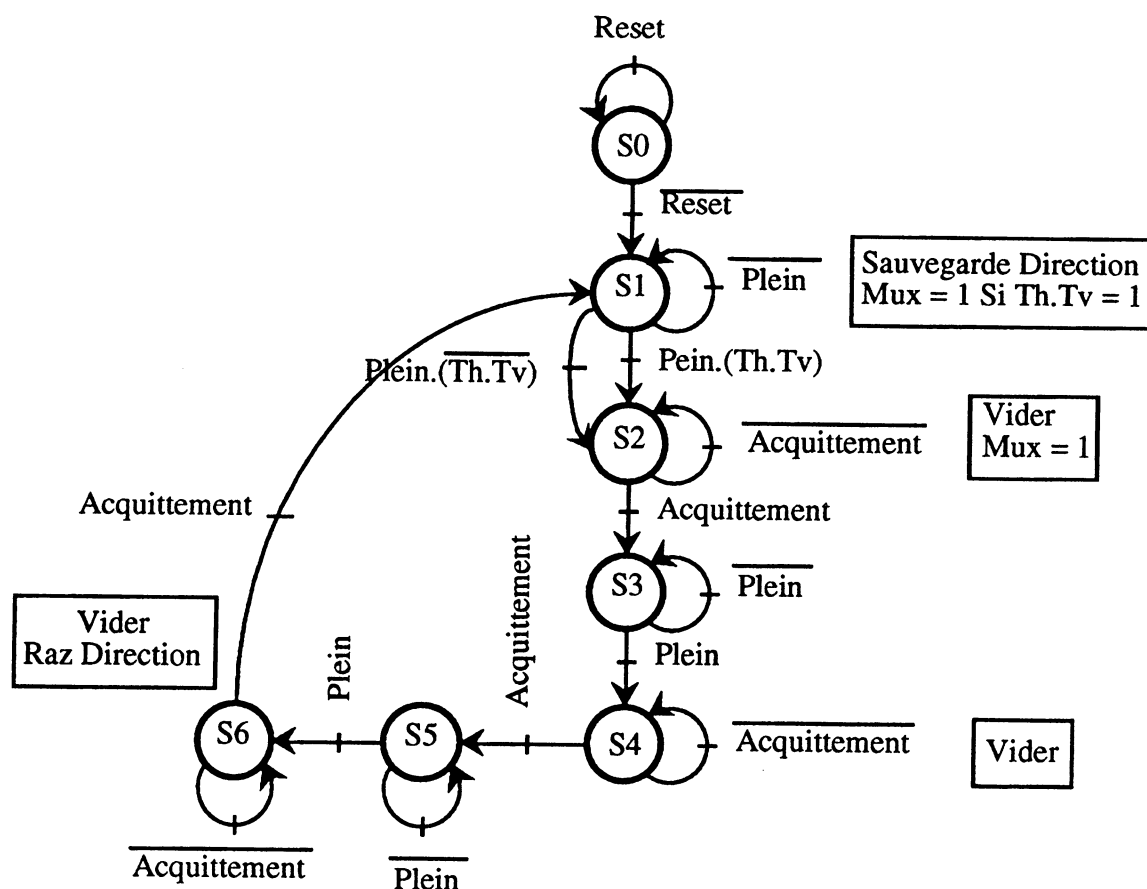 Reset
S0
Reset
S1
Plein
Sauvegarde Direction
Mux = 1 Si Th.Tv = 1
Plein.(Th.Tv)
Pein.(Th.Tv)
S2
Acquittement
Vider
Mux = 1
Acquittement
Acquittement
S3
Plein
Vider
Raz Direction
Plein
Acquittement
Plein
S6
S5
S4
Acquittement
Vider
Acquittement
Plein